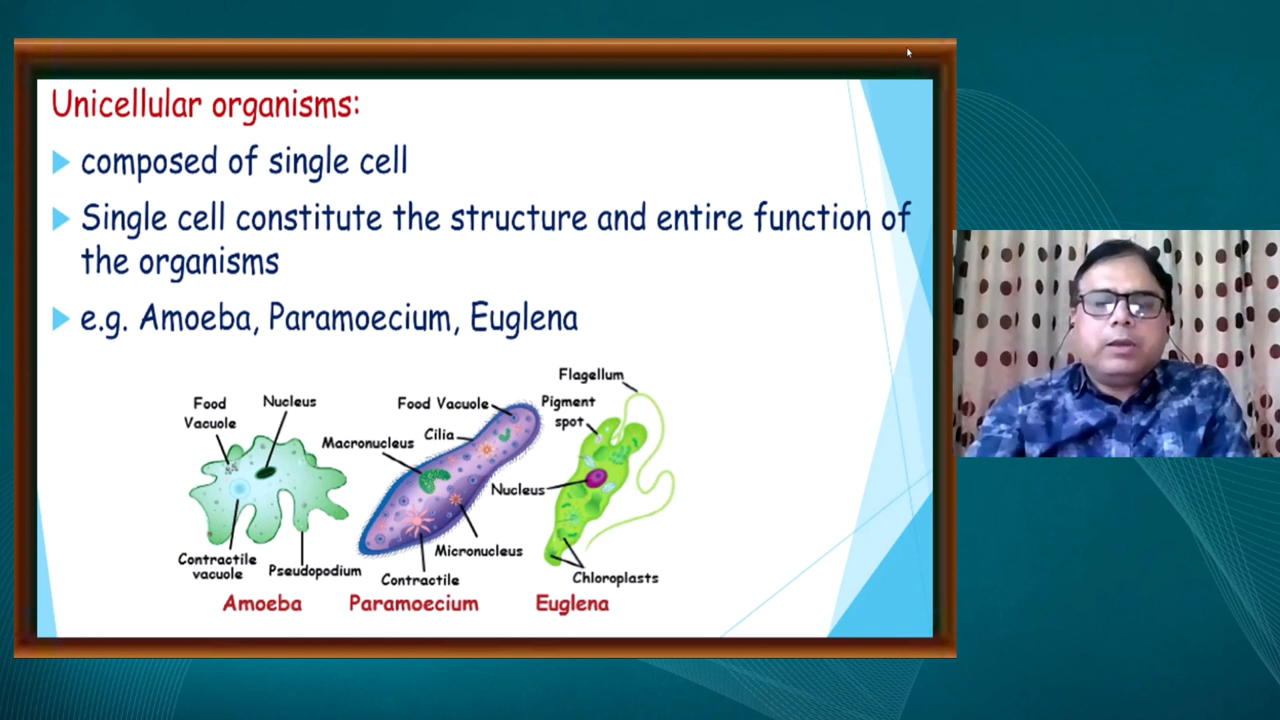 Unicellular organisms:
composed of single cell
Single cell constitute the structure and entire function of
the organisms
e.g. Amoeba, Paramoecium, Euglena
Food
Vacuole
Nucleus
Contractile
vacuole
Pseudopodium
Amoeba
Food Vacuole
Cilia
Macronucleus
Micronucleus
Contractile
Paramoecium
Flagellum
Pigment
spot
Nucleus
Chloroplasts
Euglena